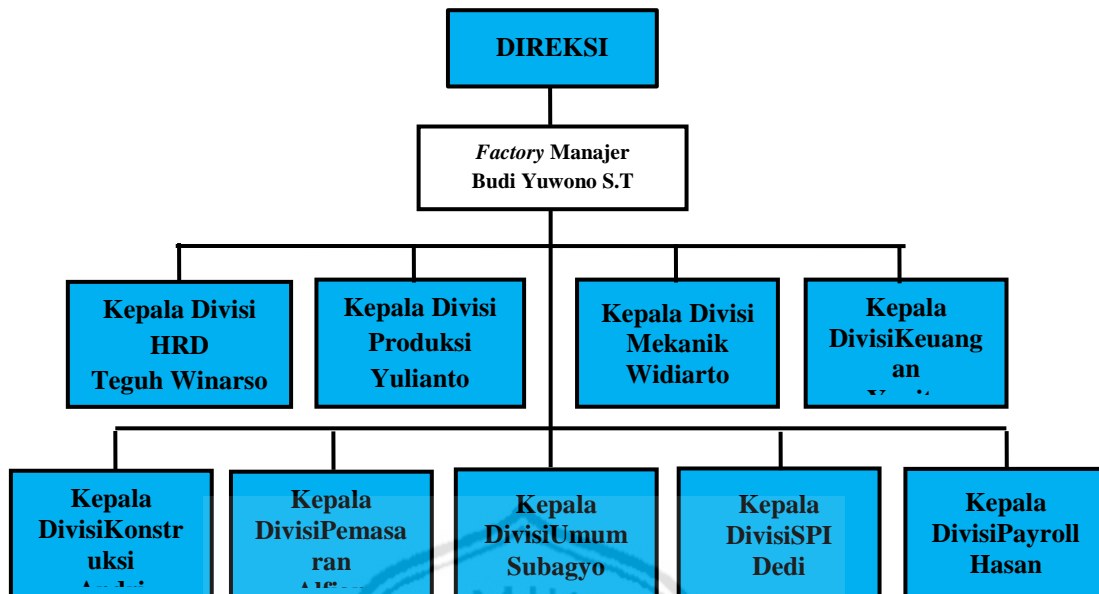 DIREKSI
Factory Manajer
Budi Yuwono S.T
Kepala Divisi
HRD
Teguh Winarso
Kepala Divisi
Produksi
Yulianto
Kepala Divisi
Mekanik
Widiarto
Kepala
DivisiKeuang
an
Kepala
DivisiKonstr
uksi
Kepala
DivisiPemasa
ran
Kepala
DivisiUmum
Subagyo
Kepala
DivisiSPI
Dedi
Kepala
DivisiPayroll
Hasan